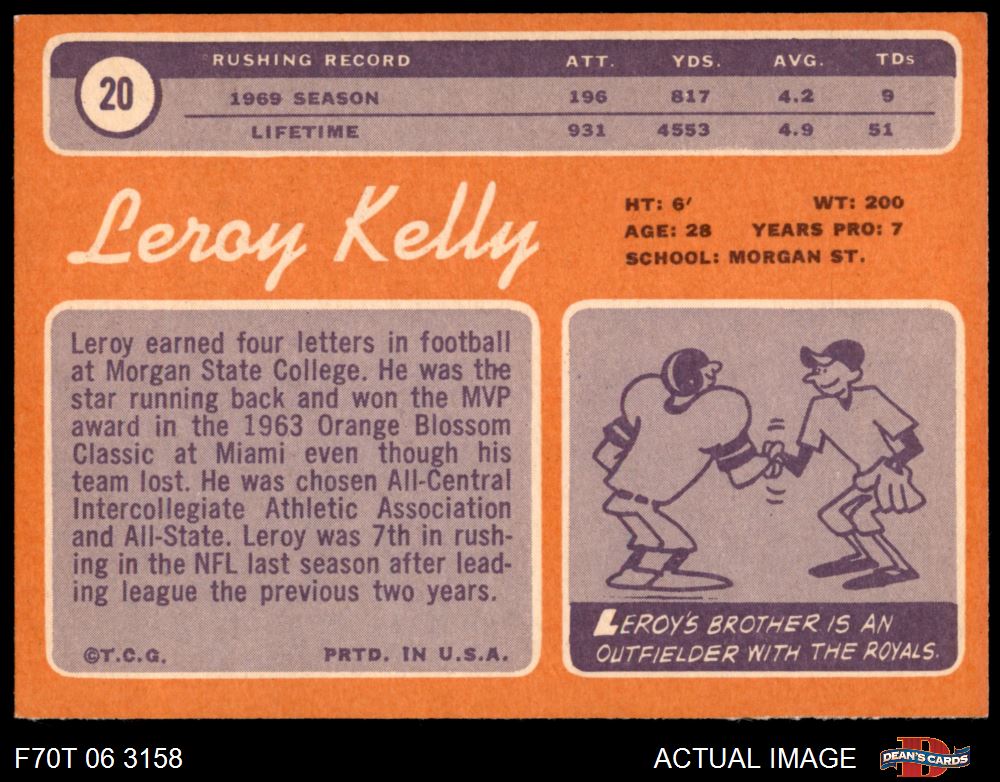 20
RUSHING RECORD ATT. YDS. AVG. TDs
1969 SEASON 196 817 4.2 9
LIFETIME 931 4553 4.9 51
Leroy Kelly
HT: 6' WT: 200
AGE: 28 YEARS PRO: 7
SCHOOL: MORGAN ST.
Leroy earned four letters in football
at Morgan State College. He was the
star running back and won the MVP
award in the 1963 Orange Blossom
Classic at Miami even though his
team lost. He was chosen All-Central
Intercollegiate Athletic Association
and All-State. Leroy was 7th in rush-
ing in the NFL last season after lead-
ing league the previous two years.
©T.C.G. PRTD. IN U.S.A.
LEROY'S BROTHER IS AN
OUTFIELDER WITH THE ROYALS.
F70T 06 3158 ACTUAL IMAGE DEAN'S CARDS